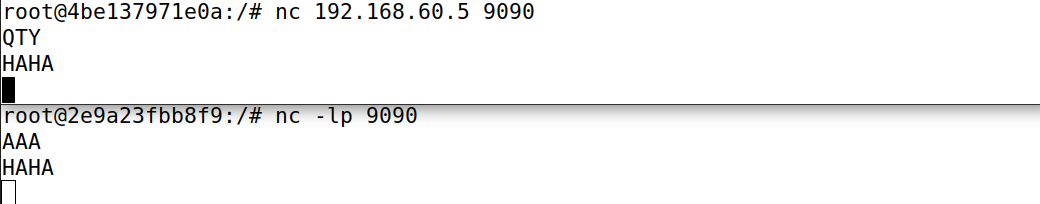 root@4be137971e0a:/# nc 192.168.60.5 9090
QTY
HAHA
root@2e9a23fbb8f9:/# nc -lp 9090
AAA
HAHA